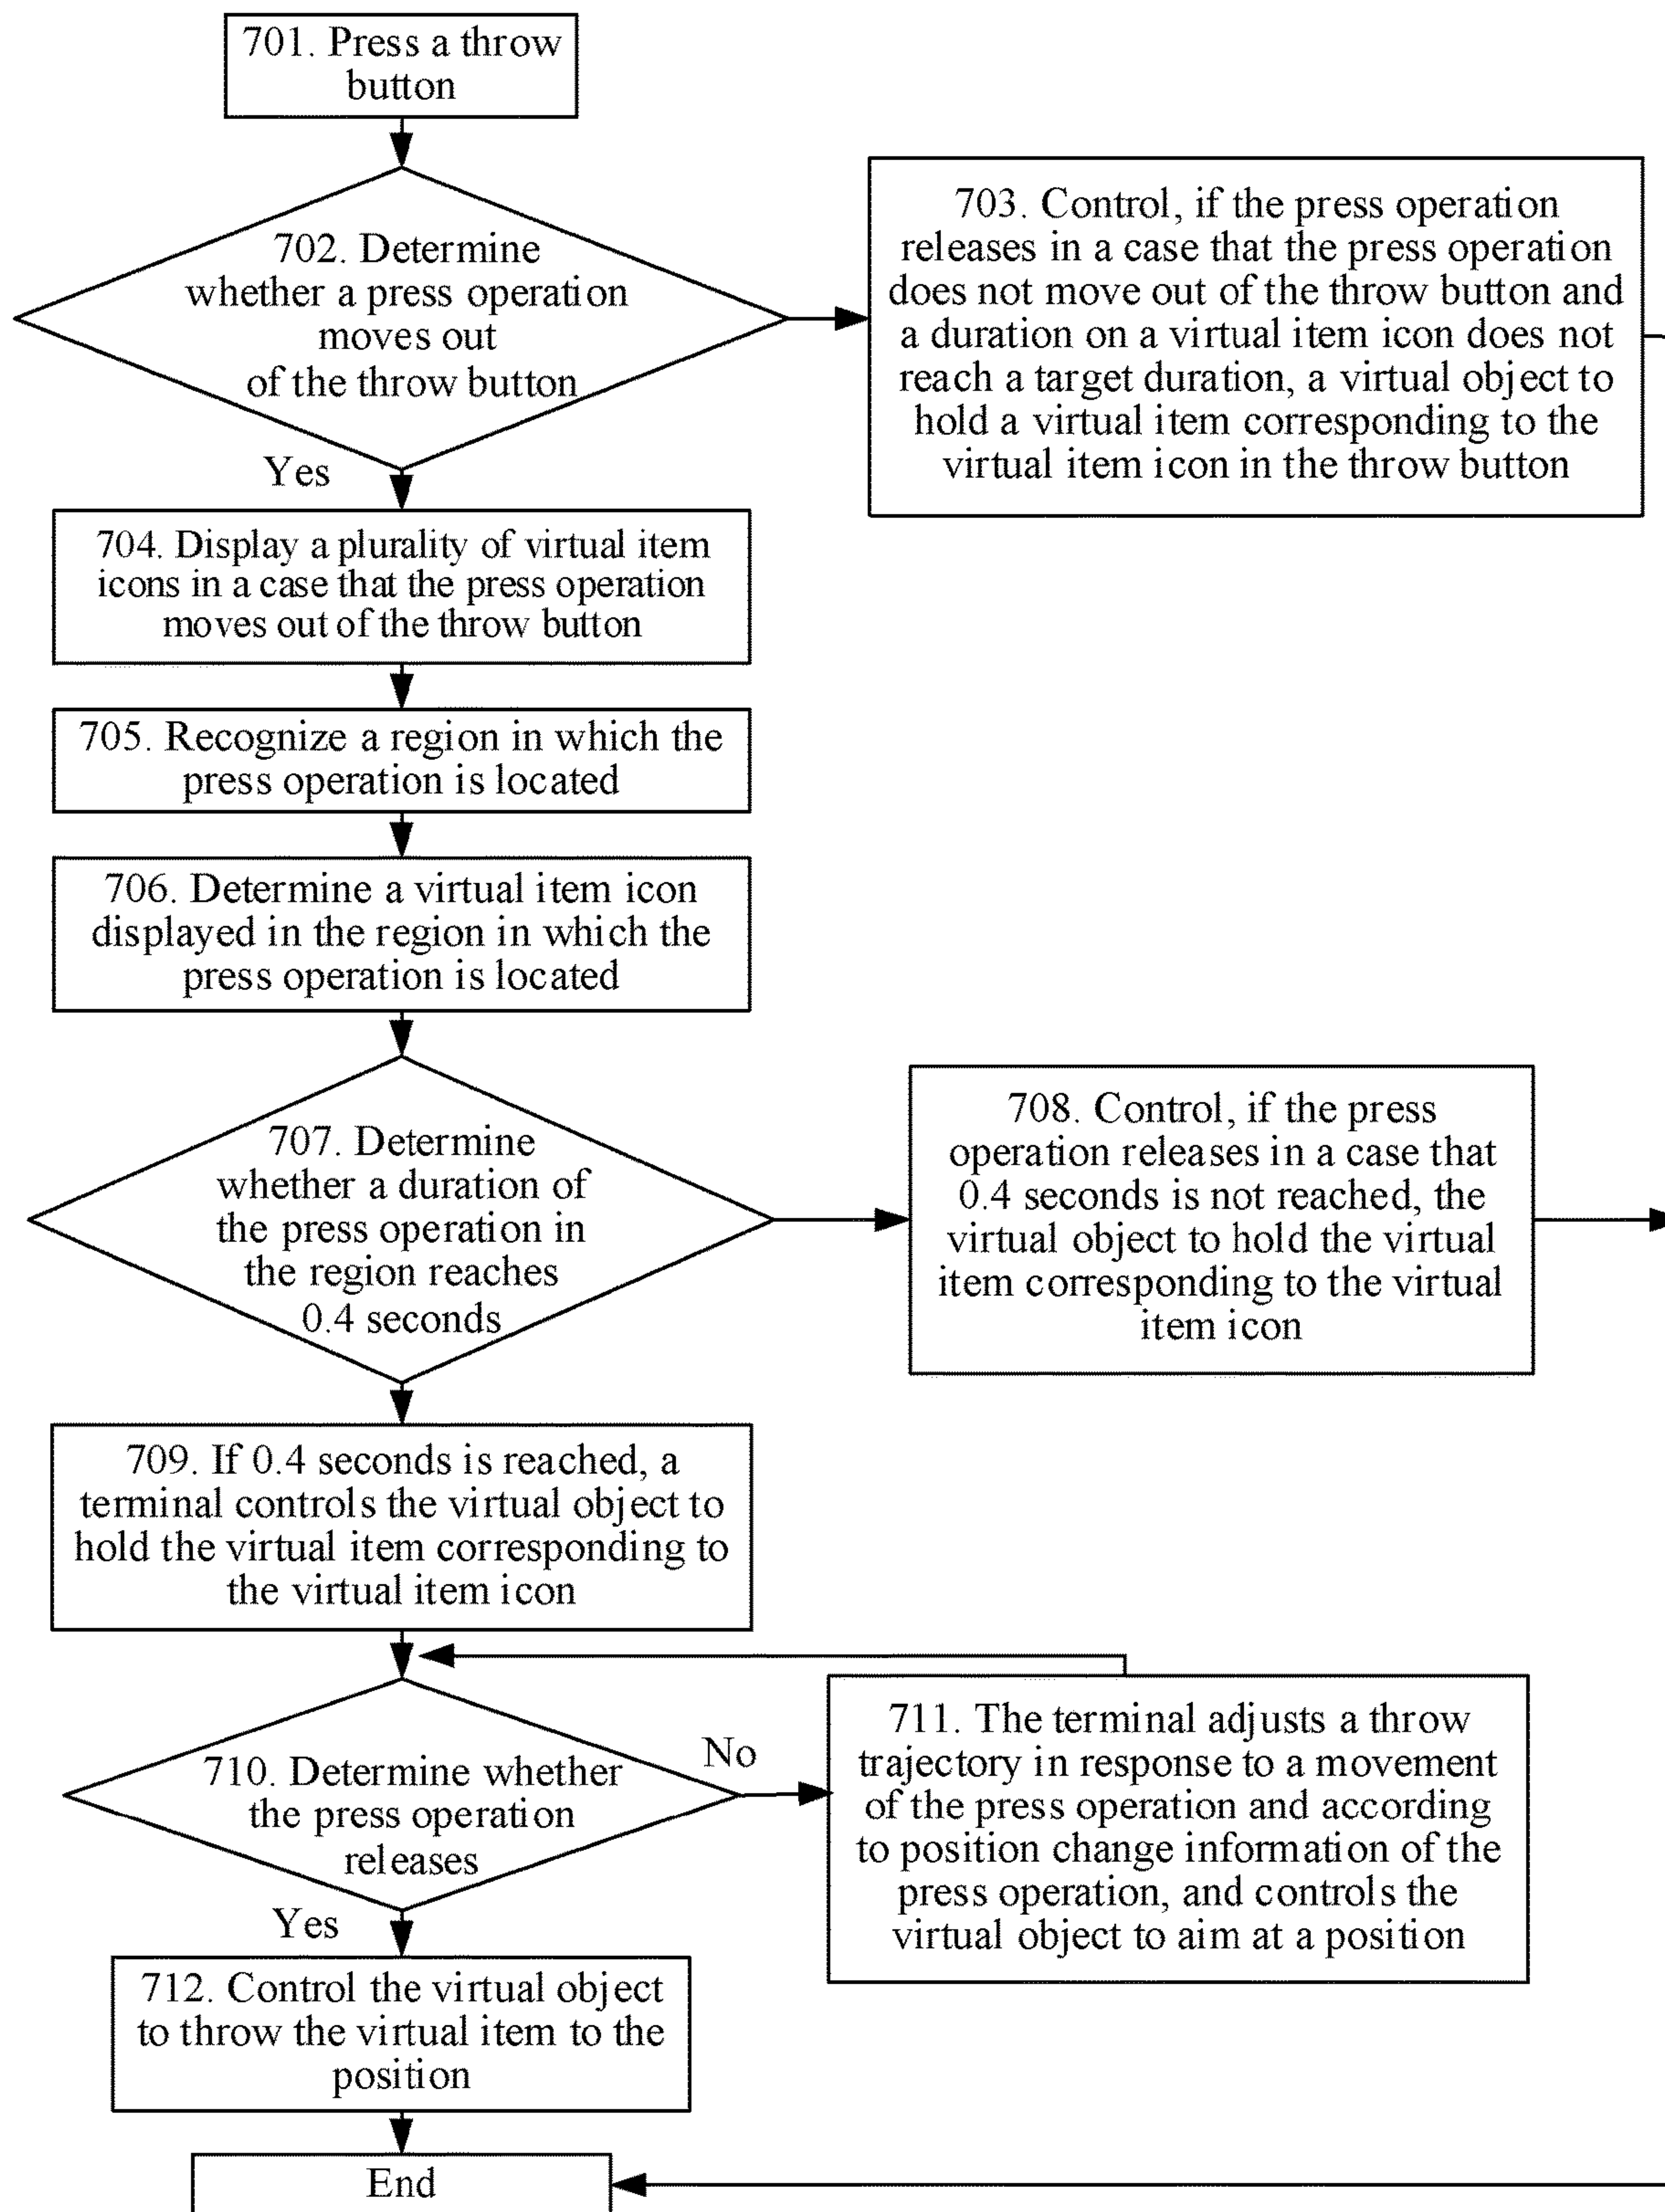 701. Press a throw
button
702. Determine
whether a press operation
moves out
of the throw button
703. Control, if the press operation
releases in a case that the press operation
does not move out of the throw button and
a duration on a virtual item icon does not
reach a target duration, a virtual object to
hold a virtual item corresponding to the
virtual item icon in the throw button
Yes
704. Display a plurality of virtual item
icons in a case that the press operation
moves out of the throw button
705. Recognize a region in which the
press operation is located
706. Determine a virtual item icon
displayed in the region in which the
press operation is located
707. Determine
whether a duration of
the press operation in
the region reaches
0.4 seconds
708. Control, if the press
operation releases in a case that
0.4 seconds is not reached, the
virtual object to hold the virtual
item corresponding to the virtual
item icon
709. If 0.4 seconds is reached, a
terminal controls the virtual object to
hold the virtual item corresponding to
the virtual item icon
710. Determine whether
the press operation
releases
No
711. The terminal adjusts a throw
trajectory in response to a movement
of the press operation and according
to position change information of the
press operation, and controls the
virtual object to aim at a position
Yes
712. Control the virtual object
to throw the virtual item to the
position
End